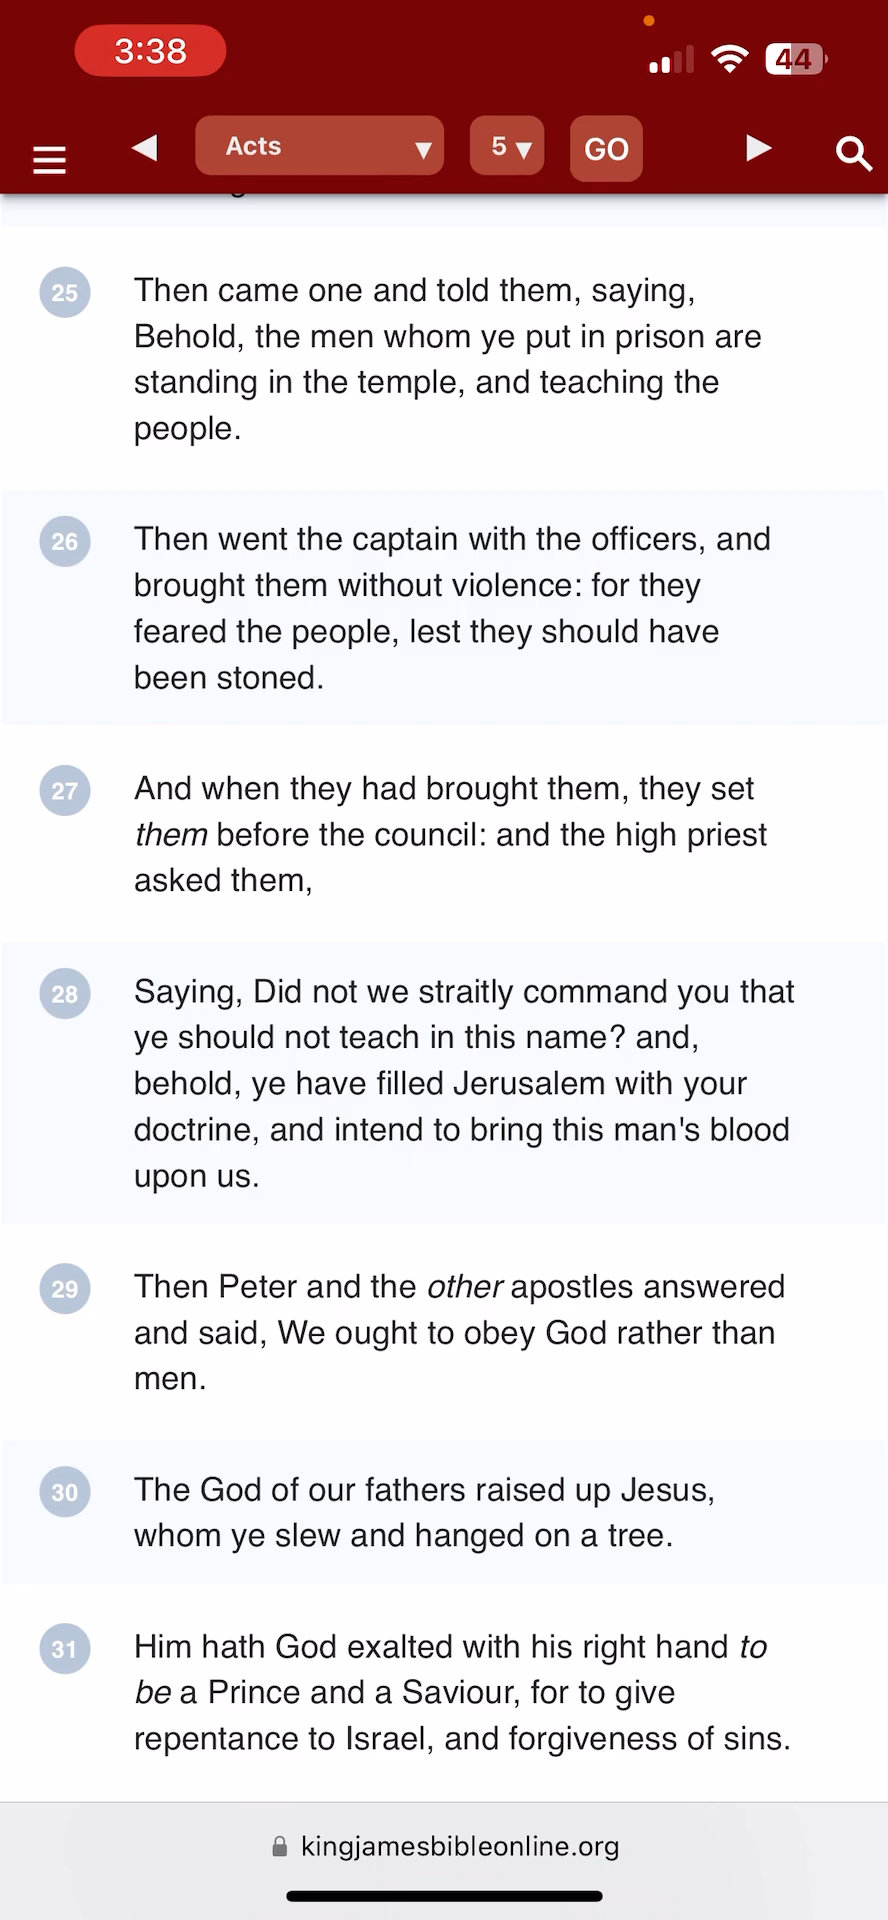 3:38
44
Acts
5
GO
25
Then came one and told them, saying,
Behold, the men whom ye put in prison are
standing in the temple, and teaching the
people.
26
Then went the captain with the officers, and
brought them without violence: for they
feared the people, lest they should have
been stoned.
27
And when they had brought them, they set
them before the council: and the high priest
asked them,
28
Saying, Did not we straitly command you that
ye should not teach in this name? and,
behold, ye have filled Jerusalem with your
doctrine, and intend to bring this man's blood
upon us.
29
Then Peter and the other apostles answered
and said, We ought to obey God rather than
men.
30
The God of our fathers raised up Jesus,
whom ye slew and hanged on a tree.
31
Him hath God exalted with his right hand to
be a Prince and a Saviour, for to give
repentance to Israel, and forgiveness of sins.
kingjamesbibleonline.org